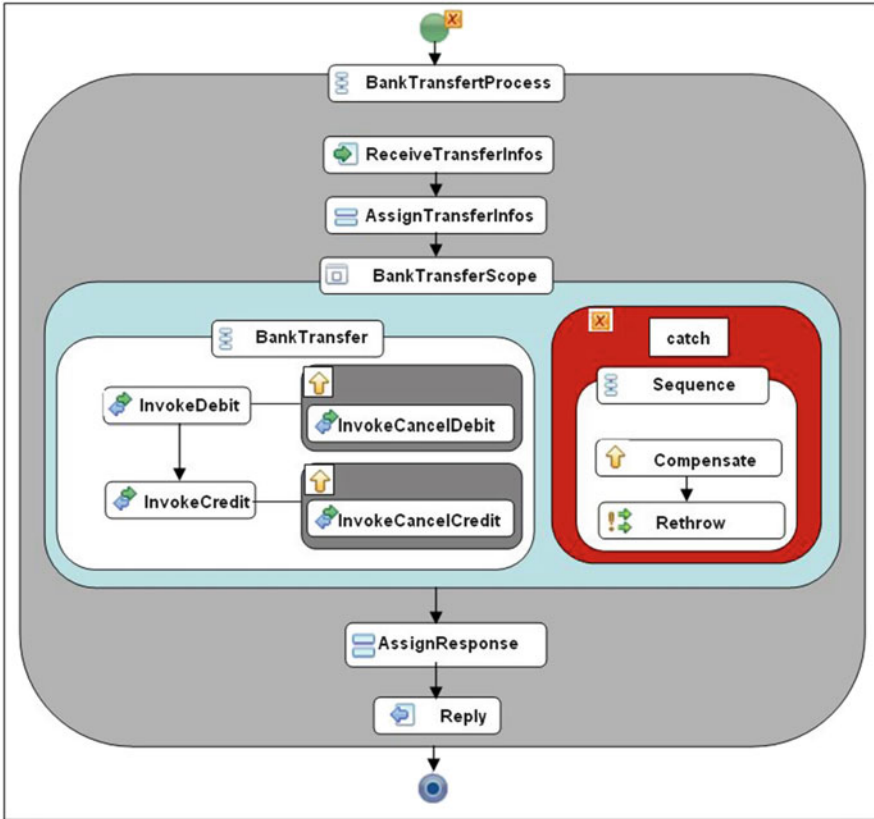 BankTransfertProcess
ReceiveTransferInfos
AssignTransferInfos
BankTransferScope
BankTransfer
InvokeDebit
InvokeCancelDebit
InvokeCredit
InvokeCancelCredit
X
catch
Sequence
Compensate
Rethrow
AssignResponse
Reply